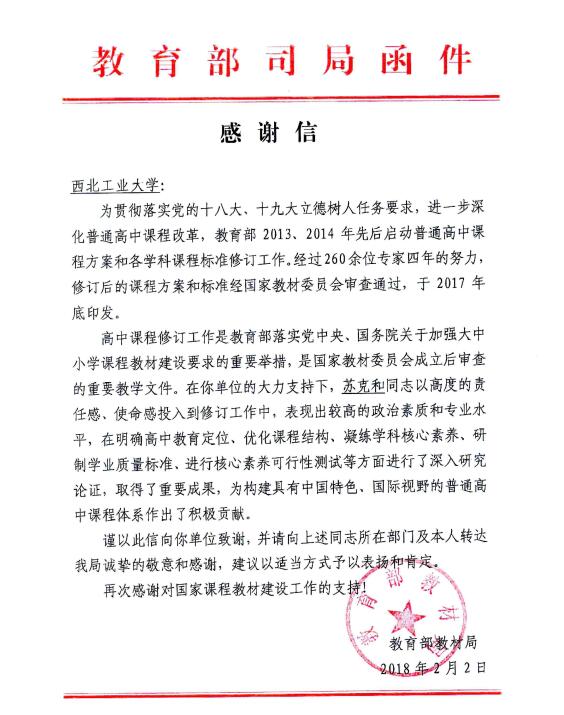 教育部司局函件
感谢信
西北工业大学：
为贯彻落实党的十八大、十九大立德树人任务要求，进一步深
化普通高中课程改革，教育部 2013、2014 年先后启动普通高中课
程方案和各学科课程标准修订工作。经过 260 余位专家四年的努力，
修订后的课程方案和标准经国家教材委员会审查通过，于 2017 年
底印发。
高中课程修订工作是教育部落实党中央、国务院关于加强大中
小学课程教材建设要求的重要举措，是国家教材委员会成立后审查
的重要教学文件。在你单位的大力支持下，苏克和同志以高度的责
任感、使命感投入到修订工作中，表现出较高的政治素质和专业水
平，在明确高中教育定位、优化课程结构、凝练学科核心素养、研
制学业质量标准、进行核心素养可行性测试等方面进行了深入研究
论证，取得了重要成果，为构建具有中国特色、国际视野的普通高
中课程体系作出了积极贡献。
谨以此信向你单位致谢，并请向上述同志所在部门及本人转达
我局诚挚的敬意和感谢，建议以适当方式予以表扬和肯定。
再次感谢对国家课程教材建设工作的支持！
教育部教材局
教育部教材局
2018 年 2 月 2 日